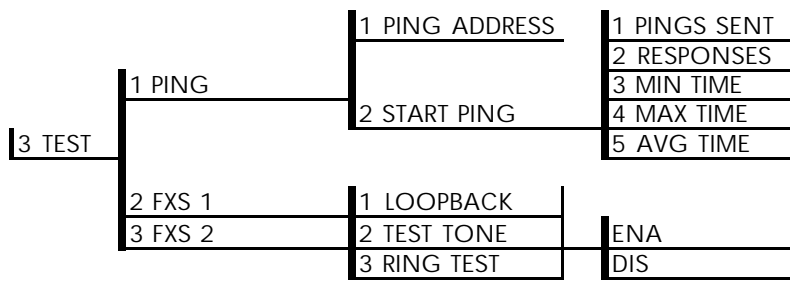 3 TEST
1 PING
1 PING ADDRESS
2 START PING
1 PINGS SENT
2 RESPONSES
3 MIN TIME
4 MAX TIME
5 AVG TIME
2 FXS 1
3 FXS 2
1 LOOPBACK
2 TEST TONE
3 RING TEST
ENA
DIS